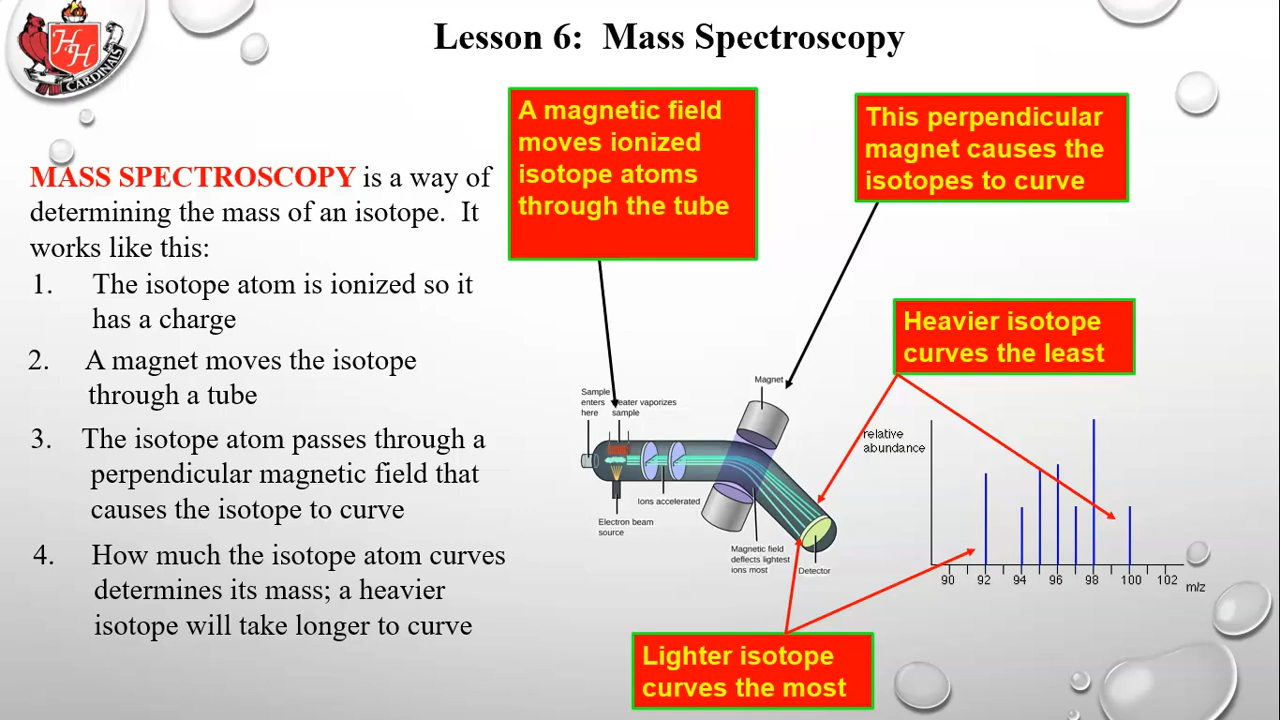 Lesson 6:  Mass Spectroscopy
H
H
CARDINALS
MASS SPECTROSCOPY is a way of
determining the mass of an isotope.  It
works like this:
1. The isotope atom is ionized so it
has a charge
2. A magnet moves the isotope
through a tube
3. The isotope atom passes through a
perpendicular magnetic field that
causes the isotope to curve
4. How much the isotope atom curves
determines its mass; a heavier
isotope will take longer to curve
A magnetic field
moves ionized
isotope atoms
through the tube
This perpendicular
magnet causes the
isotopes to curve
Heavier isotope
curves the least
Lighter isotope
curves the most
Sample
enters
here
Heater vaporizes
sample
Magnet
Ions accelerated
Electron beam
source
Magnetic field
deflects lightest
ions most
Detector
relative
abundance
90 92 94 96 98 100 102
m/z